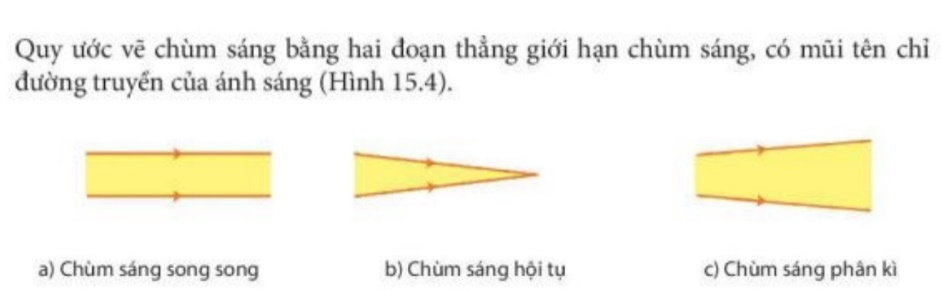 Quy ước vẽ chùm sáng bằng hai đoạn thẳng giới hạn chùm sáng, có mũi tên chỉ
đường truyền của ánh sáng (Hình 15.4).
a) Chùm sáng song song
b) Chùm sáng hội tụ
c) Chùm sáng phân kì